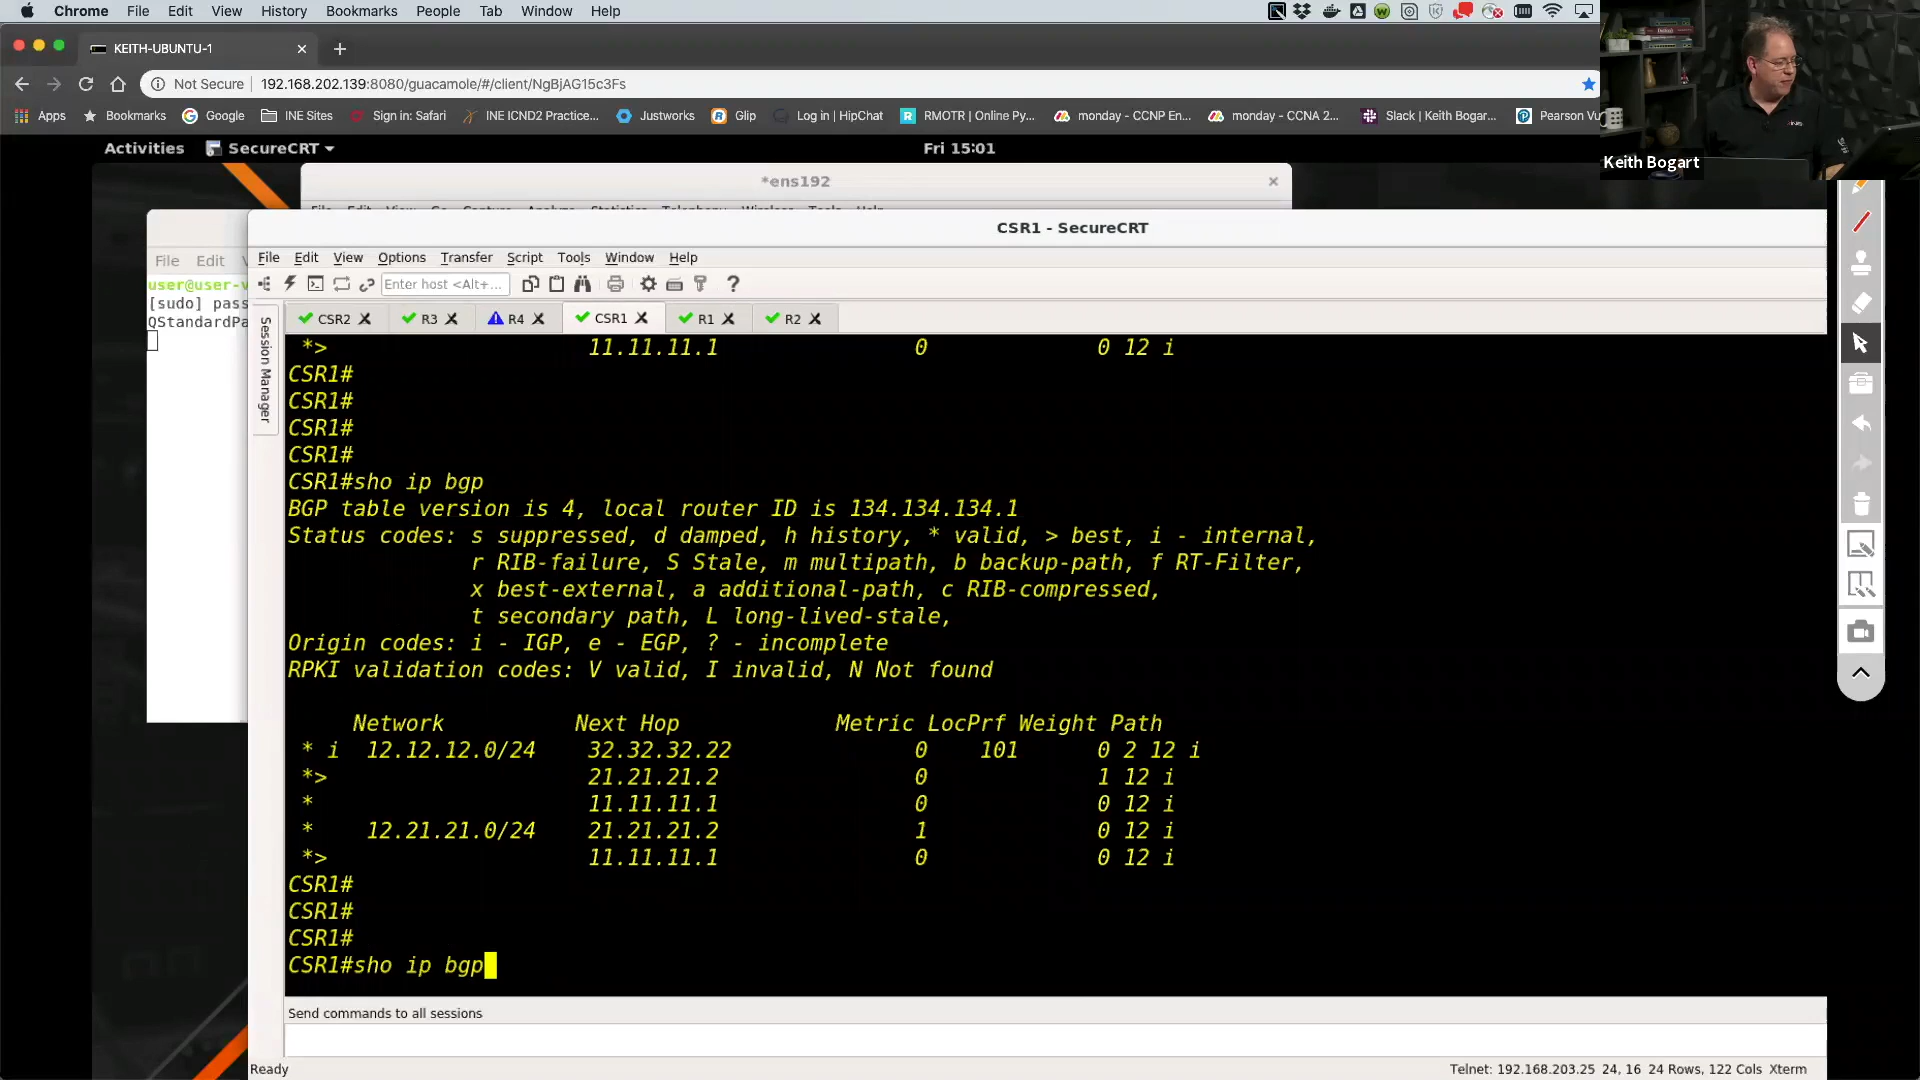 Chrome File Edit View History Bookmarks People Tab Window Help
KEITH-UBUNTU-1
Not Secure 192.168.202.139:8080/guacamole/#/client/NgBjAG15c3Fs
Apps Bookmarks Google INE Sites Sign in: Safari INE ICND2 Practice... Justworks Glip Log in | HipChat RMOTR | Online Py... monday - CCNP En... monday - CCNA 2... Slack | Keith Bogar... Pearson Vu
Keith Bogart
Activities SecureCRT Fri 15:01
*ens192
File Edit View Go Capture Analyze Statistics Telephony Wireless Tools Help
CSR1 - SecureCRT
File Edit
user@user-v
[sudo] pass
QStandardPa
File Edit View Options Transfer Script Tools Window Help
Enter host <Alt+...
Session Manager
CSR2 R3 R4 CSR1 R1 R2
*> 11.11.11.1 0 0 12 i
CSR1#
CSR1#
CSR1#
CSR1#
CSR1#sho ip bgp
BGP table version is 4, local router ID is 134.134.134.1
Status codes: s suppressed, d damped, h history, * valid, > best, i - internal,
r RIB-failure, S Stale, m multipath, b backup-path, f RT-Filter,
x best-external, a additional-path, c RIB-compressed,
t secondary path, L long-lived-stale,
Origin codes: i - IGP, e - EGP, ? - incomplete
RPKI validation codes: V valid, I invalid, N Not found
Network Next Hop Metric LocPrf Weight Path
* i 12.12.12.0/24 32.32.32.22 0 101 0 2 12 i
*> 21.21.21.2 0 1 12 i
* 11.11.11.1 0 0 12 i
* 12.21.21.0/24 21.21.21.2 1 0 12 i
*> 11.11.11.1 0 0 12 i
CSR1#
CSR1#
CSR1#
CSR1#sho ip bgp
Send commands to all sessions
Ready Telnet: 192.168.203.25 24, 16 24 Rows, 122 Cols Xterm